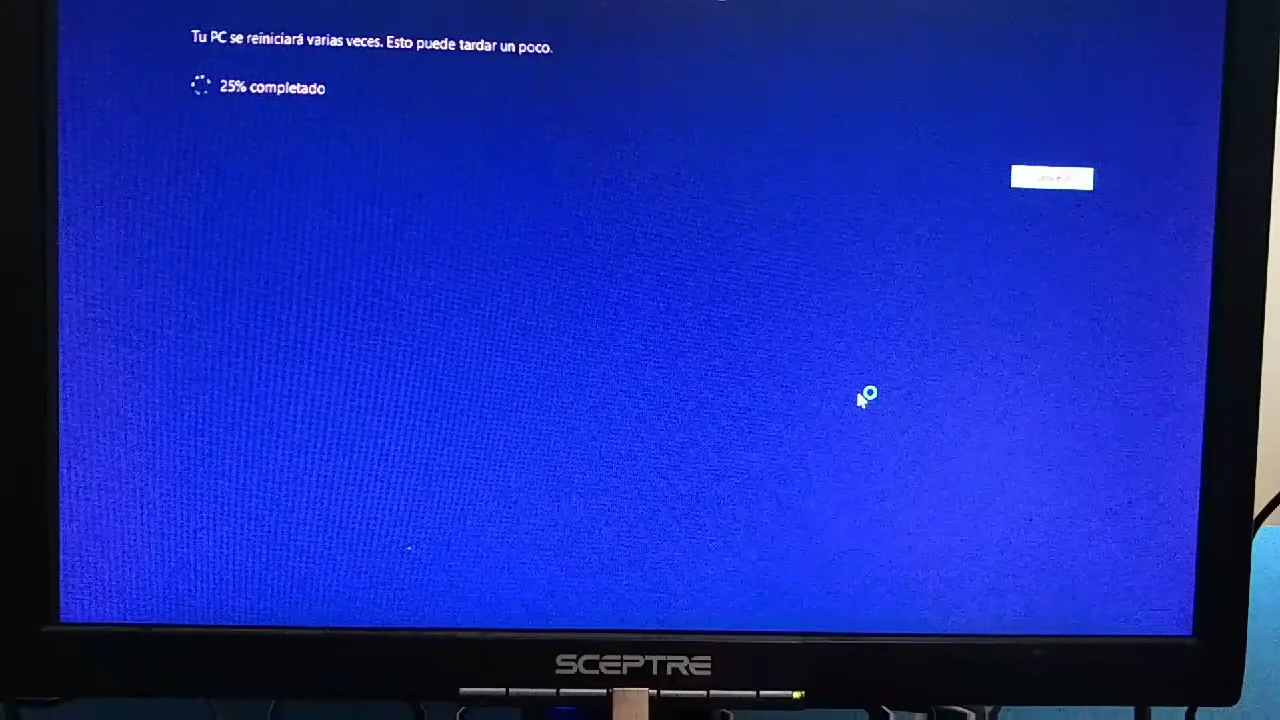 Tu PC se reiniciará varias veces. Esto puede tardar un poco.
25% completado
SCEPTRE